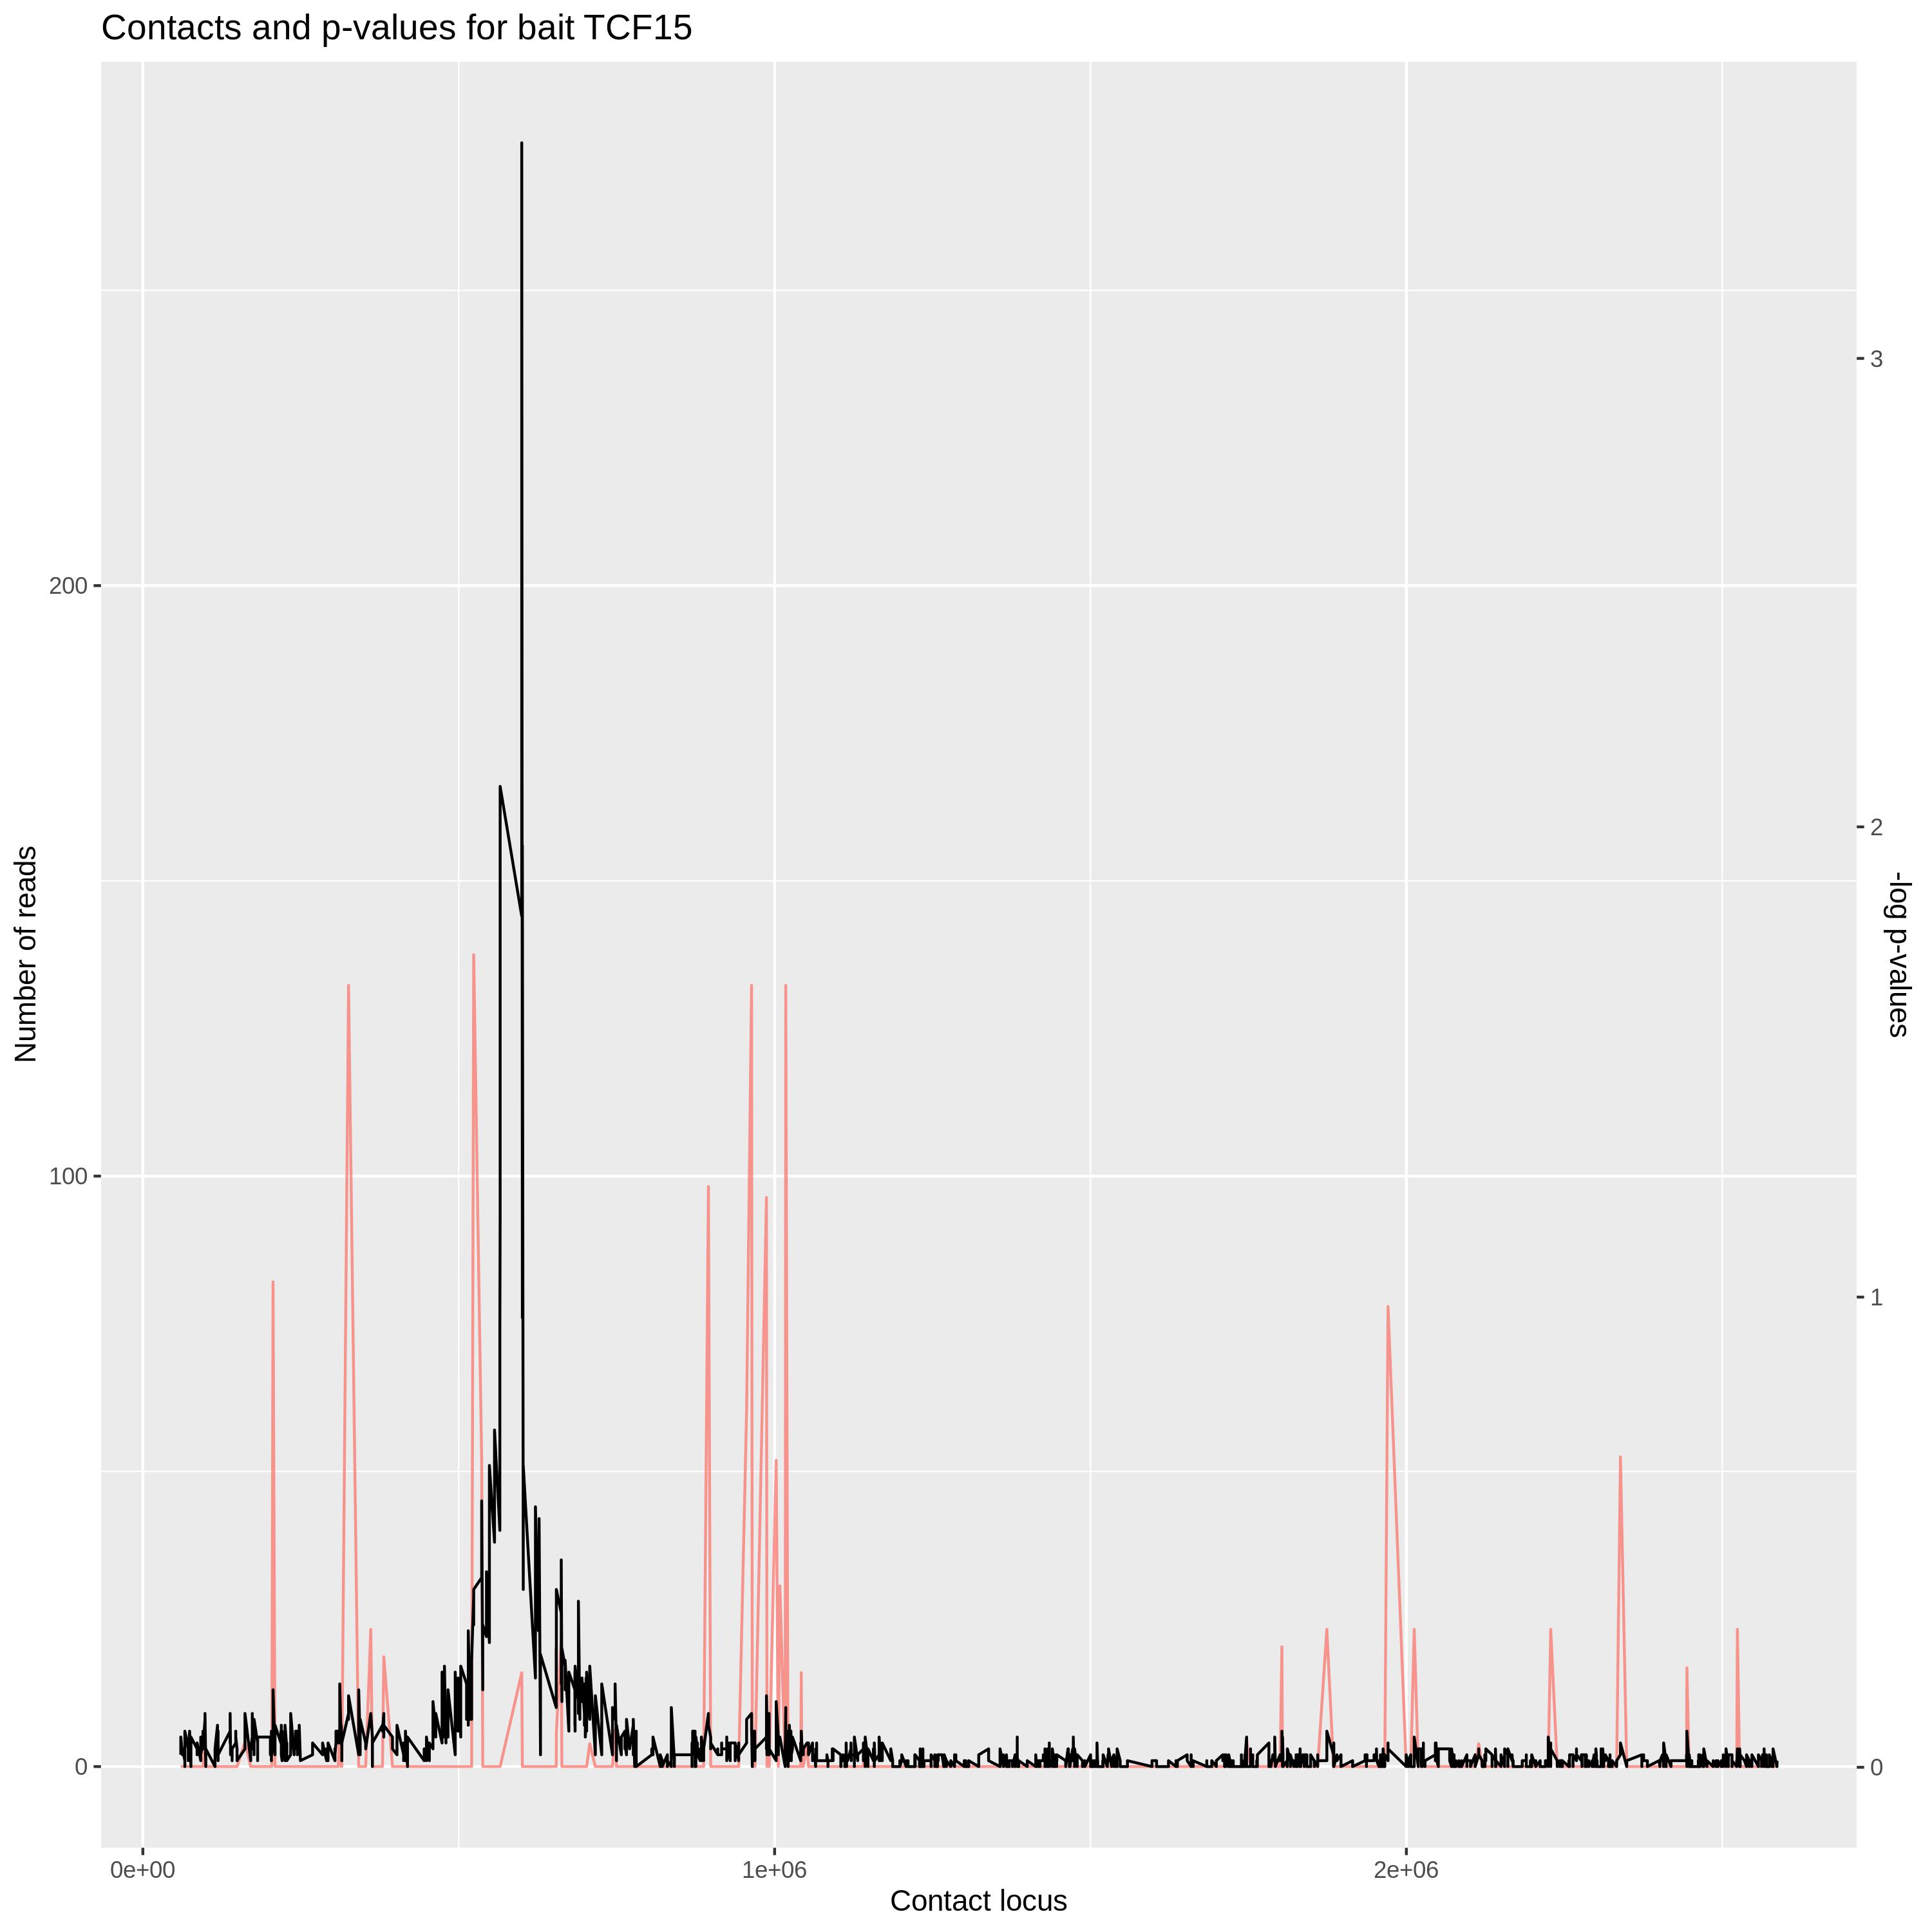 Contacts and p-values for bait TCF15
Number of reads
200
100
0
3
2
1
0
-log p-values
0e+00
1e+06
2e+06
Contact locus